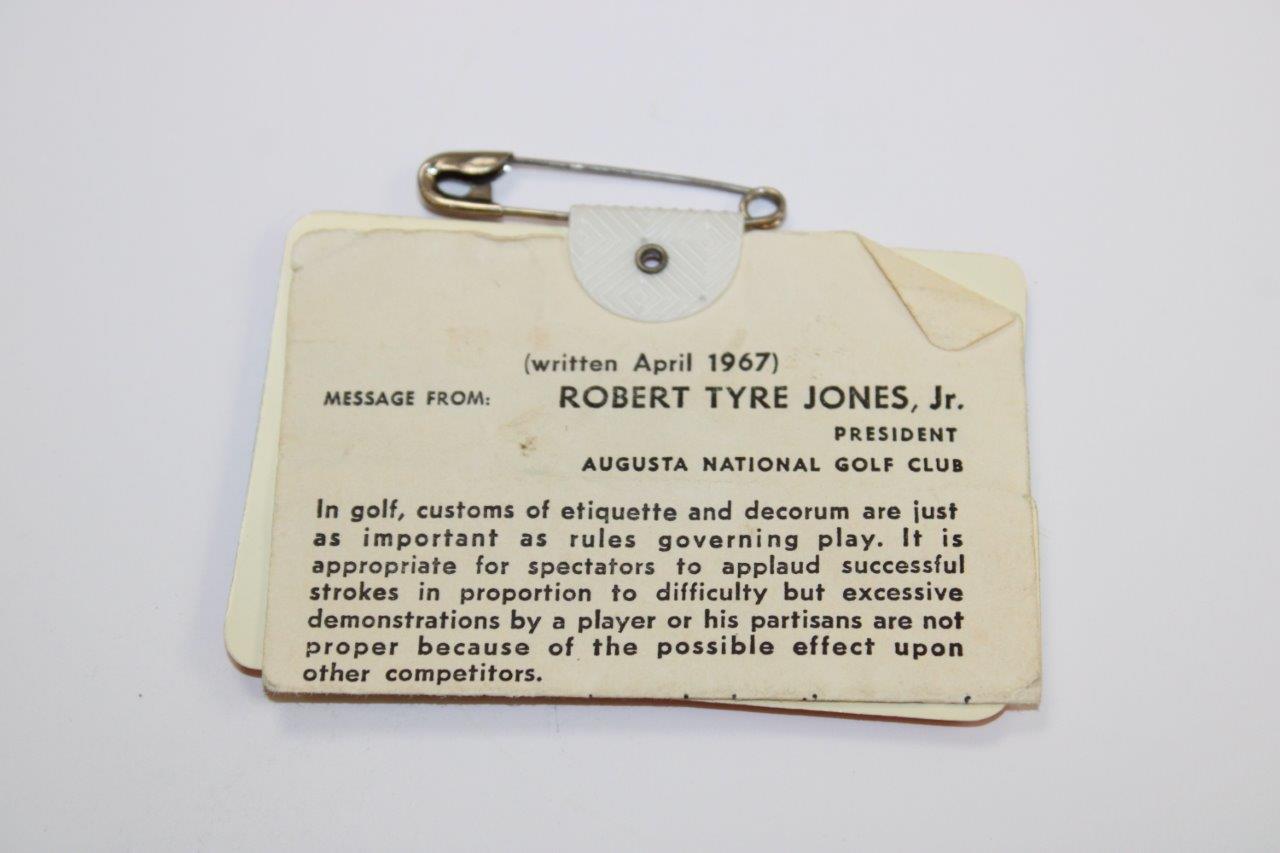 (written April 1967)
MESSAGE FROM: ROBERT TYRE JONES, Jr.
PRESIDENT
AUGUSTA NATIONAL GOLF CLUB
In golf, customs of etiquette and decorum are just
as important as rules governing play. It is
appropriate for spectators to applaud successful
strokes in proportion to difficulty but excessive
demonstrations by a player or his partisans are not
proper because of the possible effect upon
other competitors.